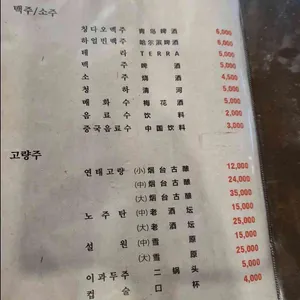 맥주/소주
칭다오맥주 青島啤酒 6,000
하얼빈맥주 哈尔滨啤酒 6,000
테라 TERRA 5,000
맥주 啤酒 5,000
소주 烧酒 4,500
청하 清河 5,000
매화수 梅花酒 5,000
음료수 饮料 2,000
중국음료수 中国饮料 3,000
고량주
연태고량 (小)烟台古酿 12,000
(中)烟台古酿 24,000
(大)烟台古酿 35,000
노주탄 (中)老酒坛 15,000
(大)老酒坛 25,000
설원 (中)雪原 15,000
(大)雪原 25,000
이과두주 二锅头 5,000
컵술 口杯 4,000